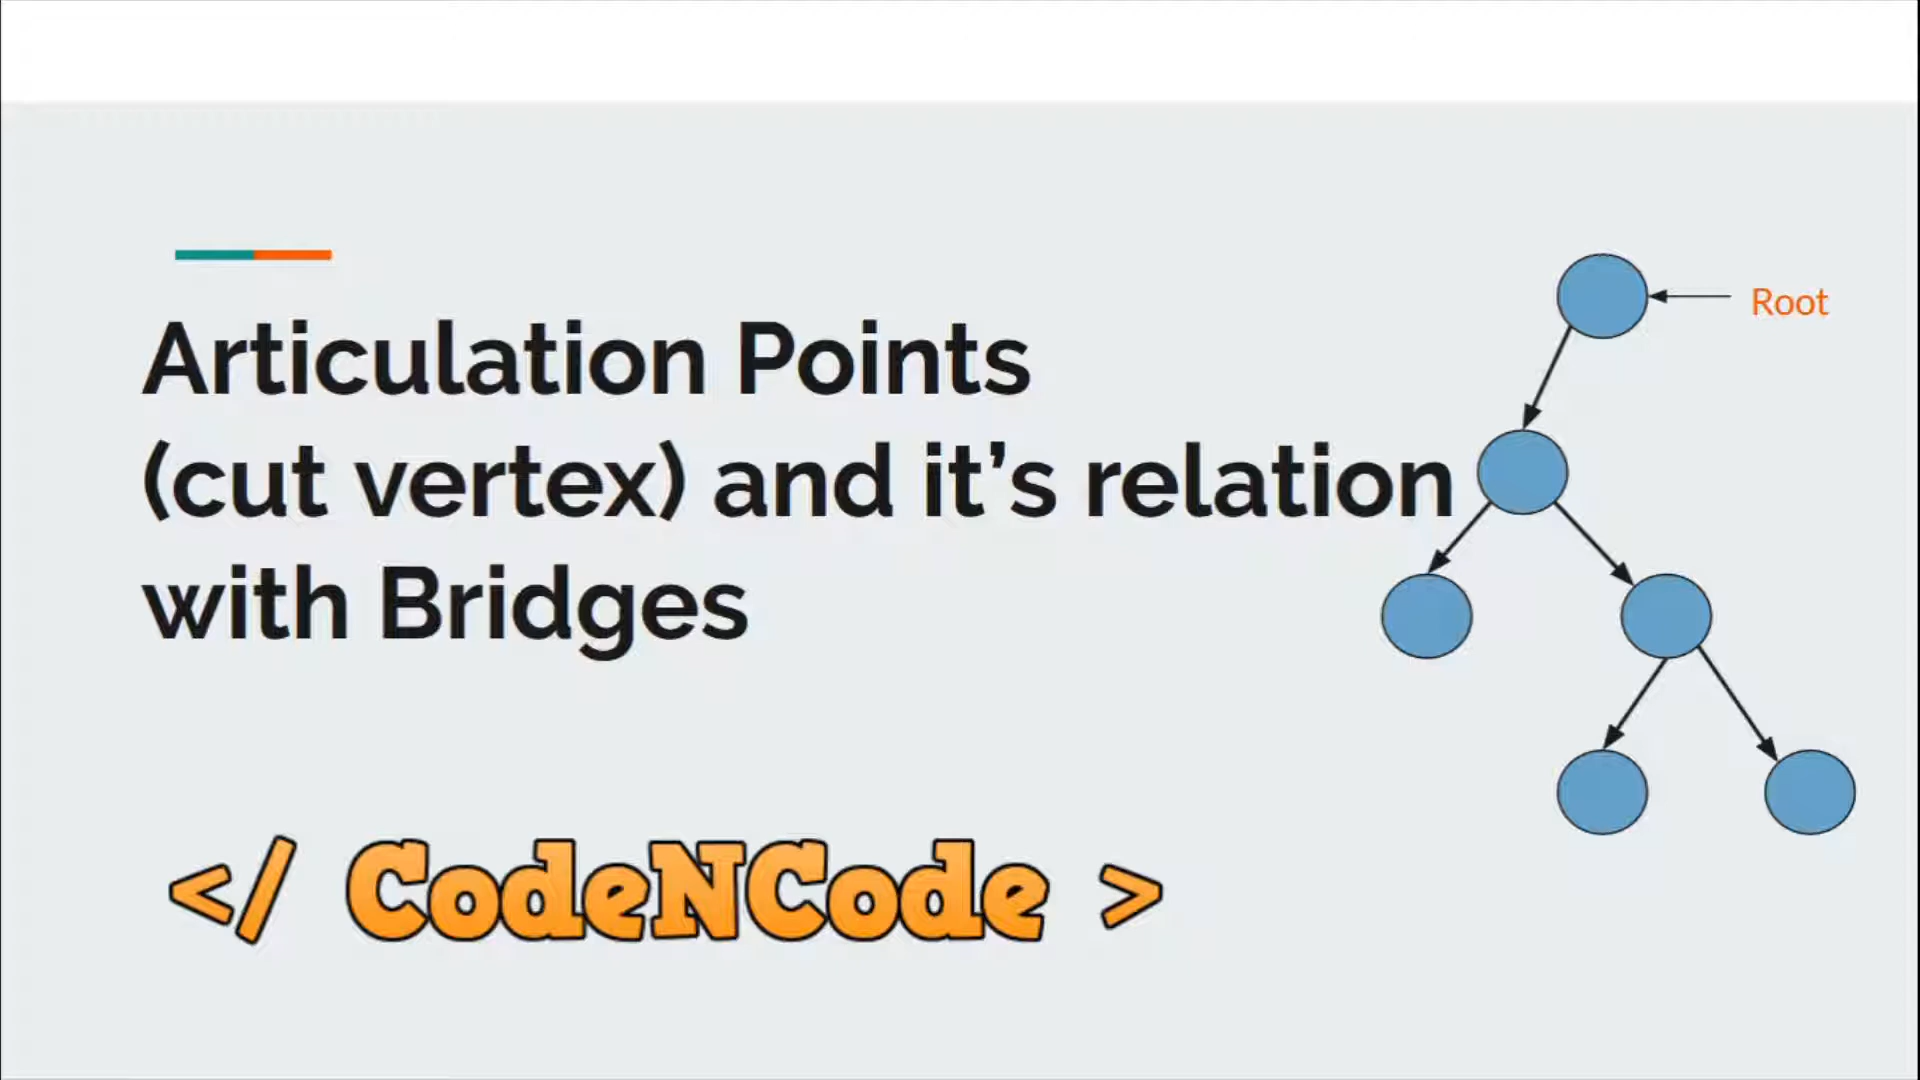 Articulation Points
(cut vertex) and it’s relation
with Bridges
Root
</ CodeNCode >